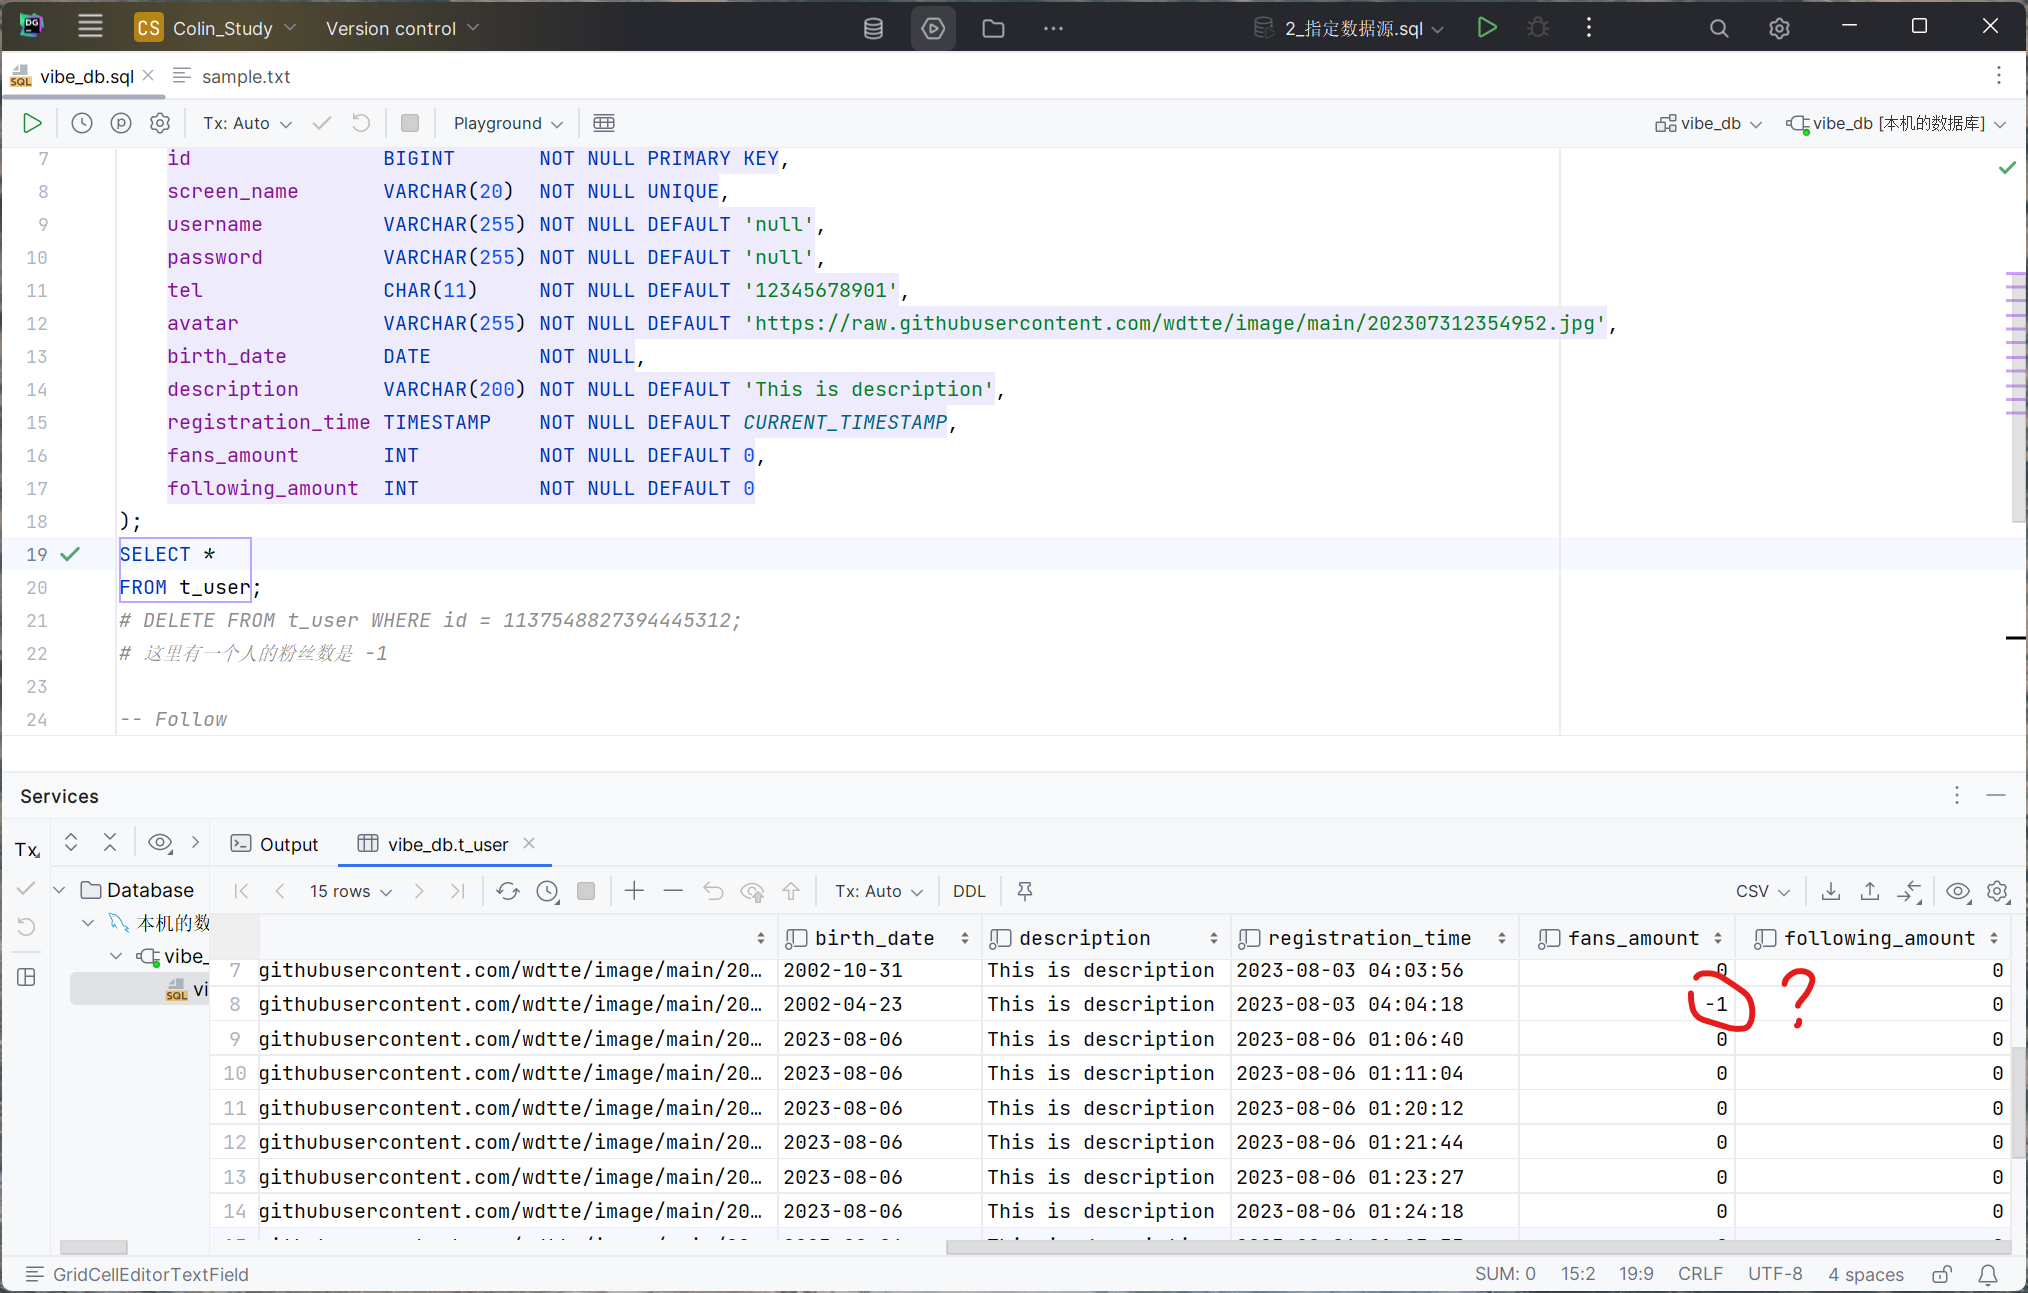 DG
CS Colin_Study Version control 2_指定数据源.sql
SQL vibe_db.sql sample.txt
Tx: Auto Playground vibe_db vibe_db [本机的数据库]
7 id BIGINT NOT NULL PRIMARY KEY,
8 screen_name VARCHAR(20) NOT NULL UNIQUE,
9 username VARCHAR(255) NOT NULL DEFAULT 'null',
10 password VARCHAR(255) NOT NULL DEFAULT 'null',
11 tel CHAR(11) NOT NULL DEFAULT '12345678901',
12 avatar VARCHAR(255) NOT NULL DEFAULT 'https://raw.githubusercontent.com/wdtte/image/main/202307312354952.jpg',
13 birth_date DATE NOT NULL,
14 description VARCHAR(200) NOT NULL DEFAULT 'This is description',
15 registration_time TIMESTAMP NOT NULL DEFAULT CURRENT_TIMESTAMP,
16 fans_amount INT NOT NULL DEFAULT 0,
17 following_amount INT NOT NULL DEFAULT 0
18 );
19 SELECT *
20 FROM t_user;
21 # DELETE FROM t_user WHERE id = 1137548827394445312;
22 # 这里有一个人的粉丝数是 -1
23
24 -- Follow
Services
Tx Output vibe_db.t_user
Database 15 rows Tx: Auto DDL CSV
本机的数
vibe_
SQL vi
birth_date description registration_time fans_amount following_amount
7 githubusercontent.com/wdtte/image/main/20… 2002-10-31 This is description 2023-08-03 04:03:56 0 0
8 githubusercontent.com/wdtte/image/main/20… 2002-04-23 This is description 2023-08-03 04:04:18 -1 ? 0
9 githubusercontent.com/wdtte/image/main/20… 2023-08-06 This is description 2023-08-06 01:06:40 0 0
10 githubusercontent.com/wdtte/image/main/20… 2023-08-06 This is description 2023-08-06 01:11:04 0 0
11 githubusercontent.com/wdtte/image/main/20… 2023-08-06 This is description 2023-08-06 01:20:12 0 0
12 githubusercontent.com/wdtte/image/main/20… 2023-08-06 This is description 2023-08-06 01:21:44 0 0
13 githubusercontent.com/wdtte/image/main/20… 2023-08-06 This is description 2023-08-06 01:23:27 0 0
14 githubusercontent.com/wdtte/image/main/20… 2023-08-06 This is description 2023-08-06 01:24:18 0 0
GridCellEditorTextField SUM: 0 15:2 19:9 CRLF UTF-8 4 spaces